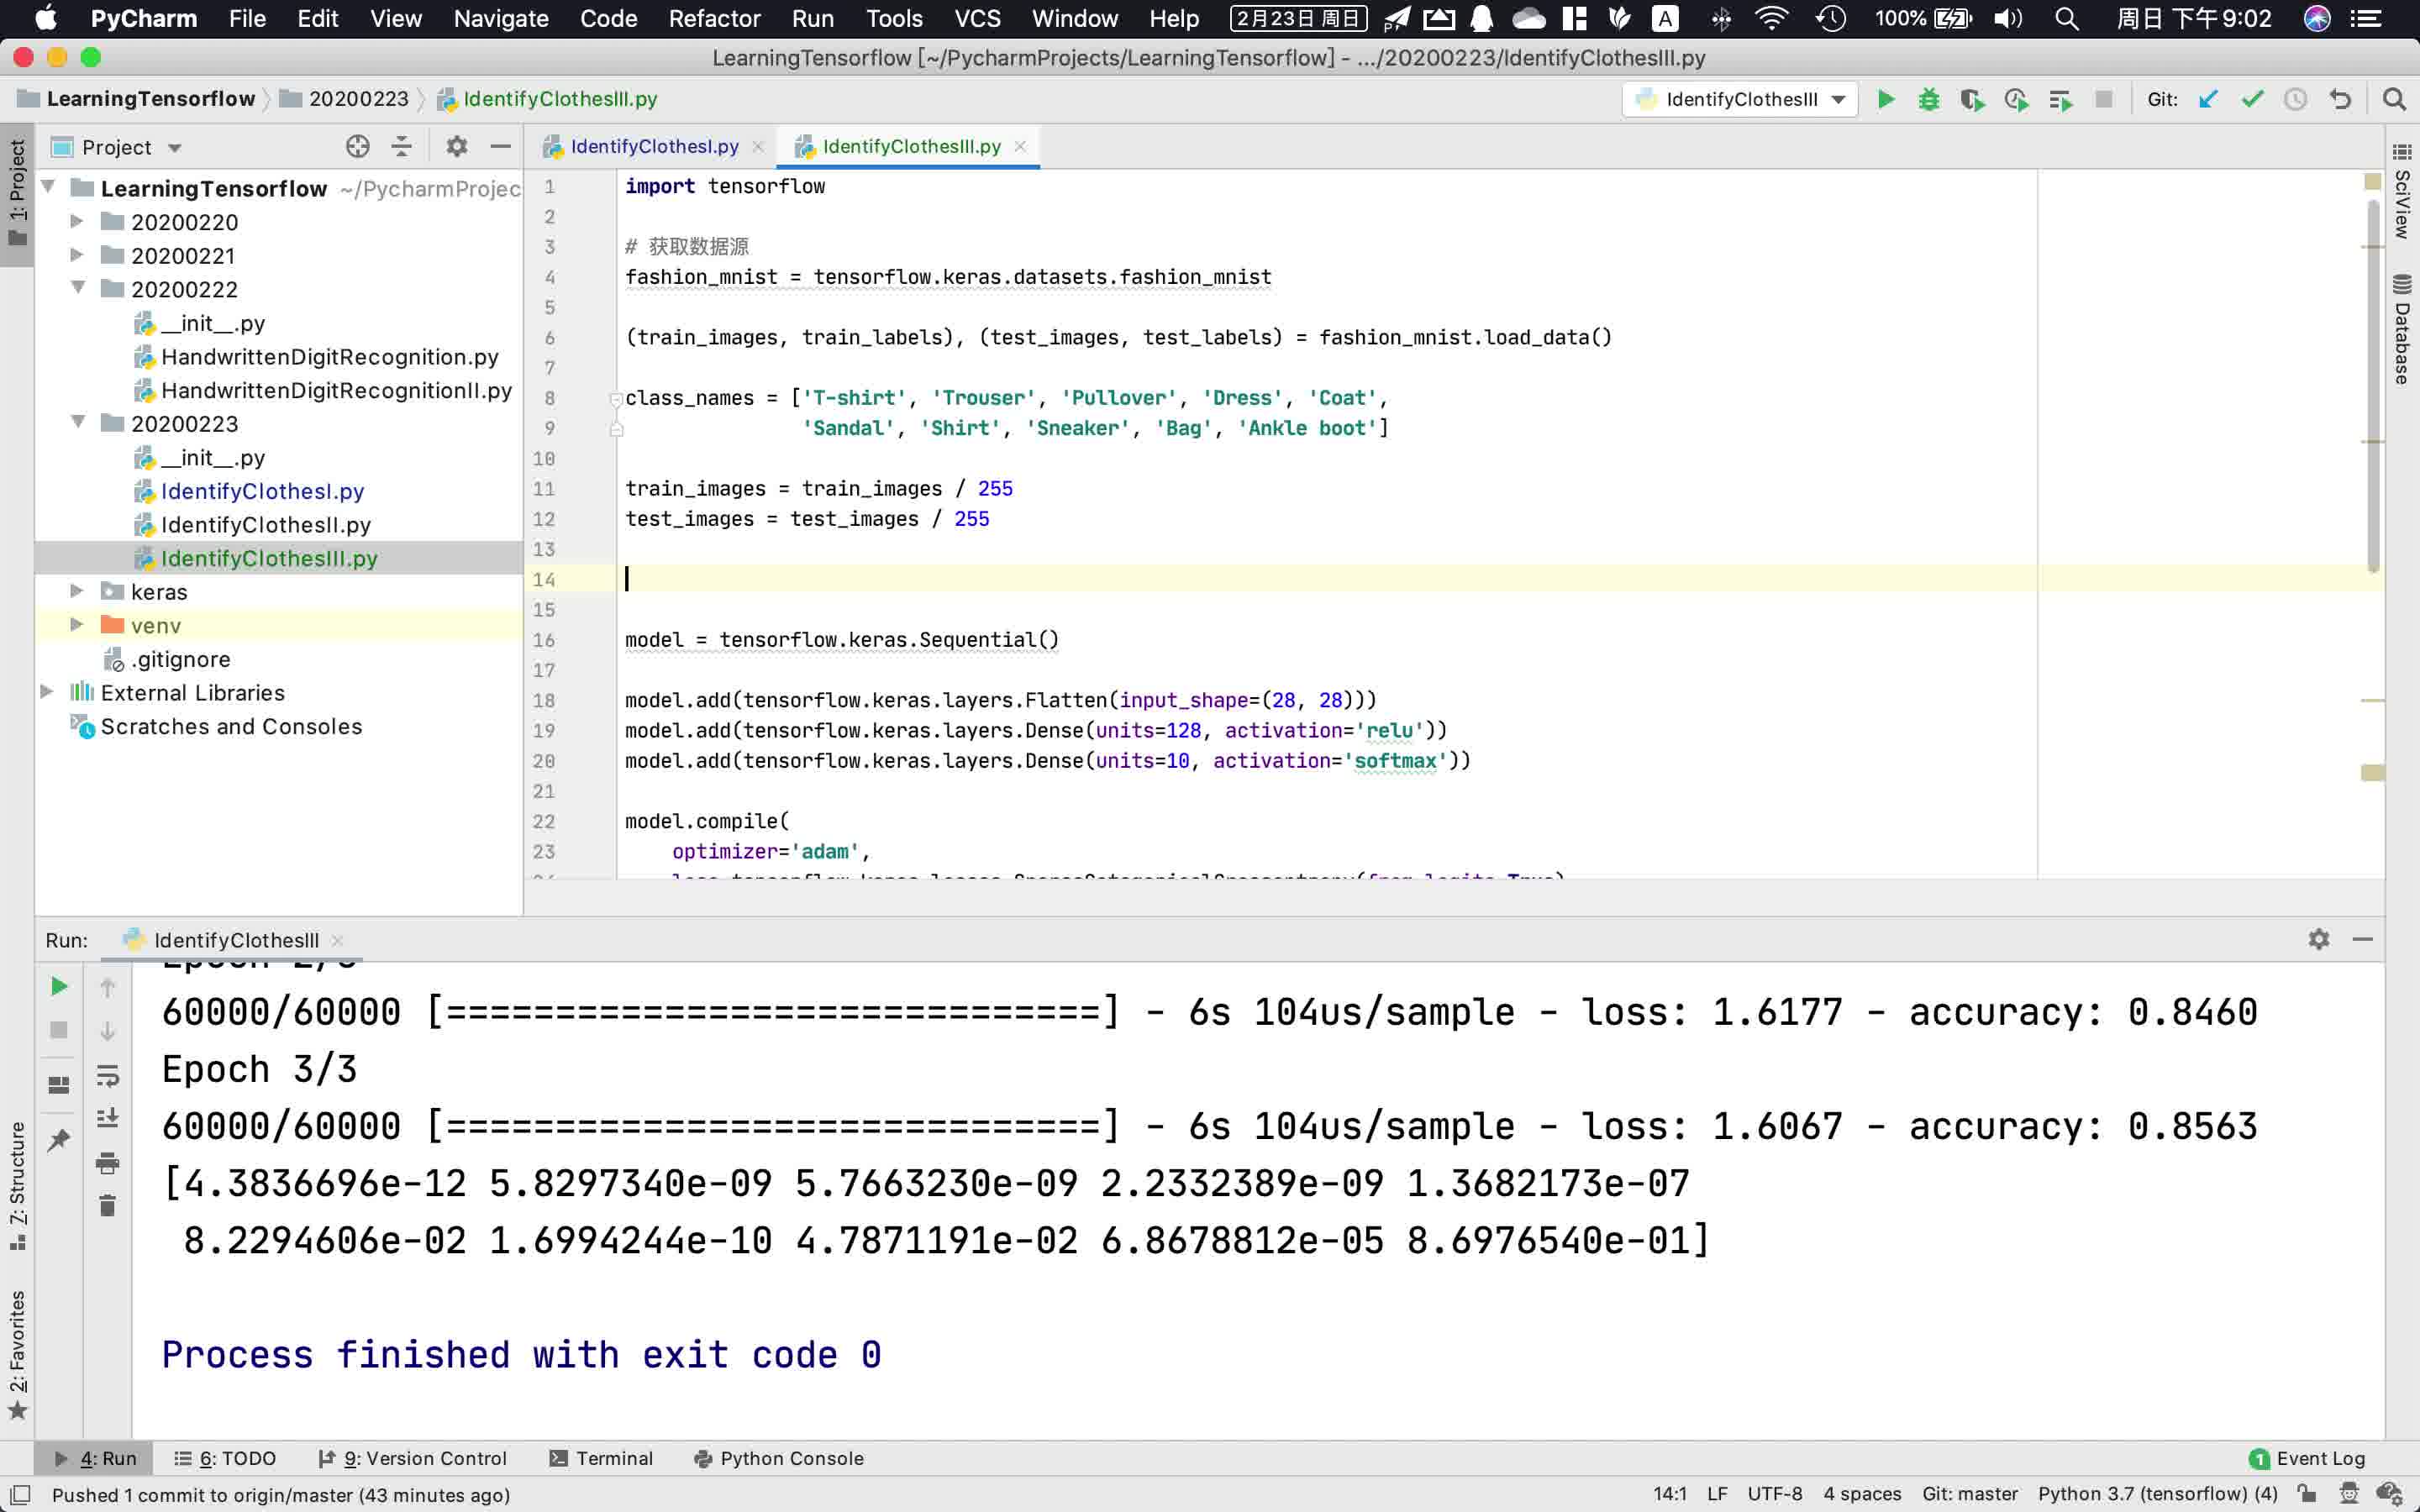 PyCharm File Edit View Navigate Code Refactor Run Tools VCS Window Help 2月23日 周日 A 100% 周日 下午9:02
LearningTensorflow [~/PycharmProjects/LearningTensorflow] - .../20200223/IdentifyClothesIII.py
LearningTensorflow 20200223 IdentifyClothesIII.py IdentifyClothesIII Git:
1: Project
Project
LearningTensorflow ~/PycharmProjec
20200220
20200221
20200222
__init__.py
HandwrittenDigitRecognition.py
HandwrittenDigitRecognitionII.py
20200223
__init__.py
IdentifyClothesI.py
IdentifyClothesII.py
IdentifyClothesIII.py
keras
venv
.gitignore
External Libraries
Scratches and Consoles
IdentifyClothesI.py IdentifyClothesIII.py
1 import tensorflow
2
3 # 获取数据源
4 fashion_mnist = tensorflow.keras.datasets.fashion_mnist
5
6 (train_images, train_labels), (test_images, test_labels) = fashion_mnist.load_data()
7
8 class_names = ['T-shirt', 'Trouser', 'Pullover', 'Dress', 'Coat',
9 'Sandal', 'Shirt', 'Sneaker', 'Bag', 'Ankle boot']
10
11 train_images = train_images / 255
12 test_images = test_images / 255
13
14
15
16 model = tensorflow.keras.Sequential()
17
18 model.add(tensorflow.keras.layers.Flatten(input_shape=(28, 28)))
19 model.add(tensorflow.keras.layers.Dense(units=128, activation='relu'))
20 model.add(tensorflow.keras.layers.Dense(units=10, activation='softmax'))
21
22 model.compile(
23 optimizer='adam',
SciView
Database
Run: IdentifyClothesIII
60000/60000 [==============================] - 6s 104us/sample - loss: 1.6177 - accuracy: 0.8460
Epoch 3/3
60000/60000 [==============================] - 6s 104us/sample - loss: 1.6067 - accuracy: 0.8563
[4.3836696e-12 5.8297340e-09 5.7663230e-09 2.2332389e-09 1.3682173e-07
8.2294606e-02 1.6994244e-10 4.7871191e-02 6.8678812e-05 8.6976540e-01]
Process finished with exit code 0
7: Structure
2: Favorites
4: Run 6: TODO 9: Version Control Terminal Python Console 1 Event Log
Pushed 1 commit to origin/master (43 minutes ago) 14:1 LF UTF-8 4 spaces Git: master Python 3.7 (tensorflow) (4)